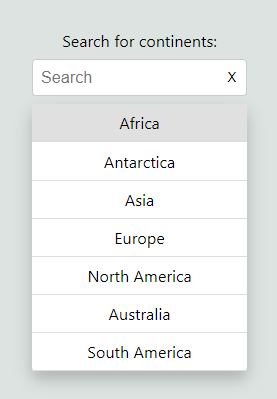 Search for continents:
Search X
Africa
Antarctica
Asia
Europe
North America
Australia
South America